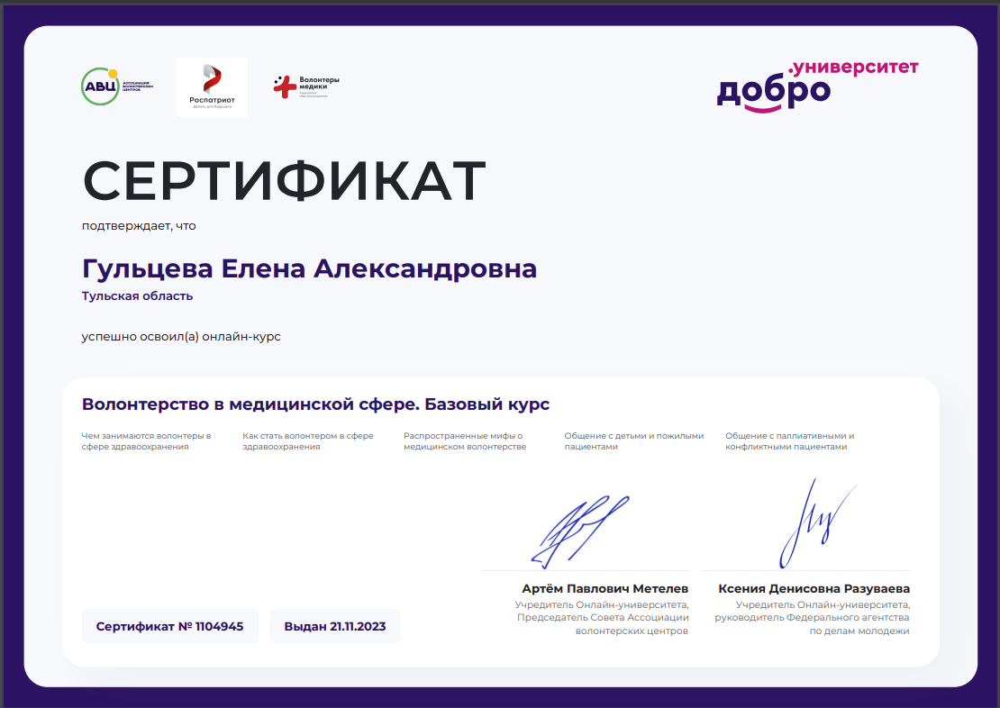 АВЦ
АССОЦИАЦИЯ
ВОЛОНТЕРСКИХ
ЦЕНТРОВ
Роспатриот
Делать для будущего
Волонтеры
медики
.университет
добро
СЕРТИФИКАТ
подтверждает, что
Гульцева Елена Александровна
Тульская область
успешно освоил(а) онлайн-курс
Волонтерство в медицинской сфере. Базовый курс
Чем занимаются волонтеры в
сфере здравоохранения
Как стать волонтером в сфере
здравоохранения
Распространенные мифы о
медицинском волонтерстве
Общение с детьми и пожилыми
пациентами
Общение с паллиативными и
конфликтными пациентами
Артём Павлович Метелев
Учредитель Онлайн-университета,
Председатель Совета Ассоциации
волонтерских центров
Ксения Денисовна Разуваева
Учредитель Онлайн-университета,
руководитель Федерального агентства
по делам молодежи
Сертификат № 1104945
Выдан 21.11.2023